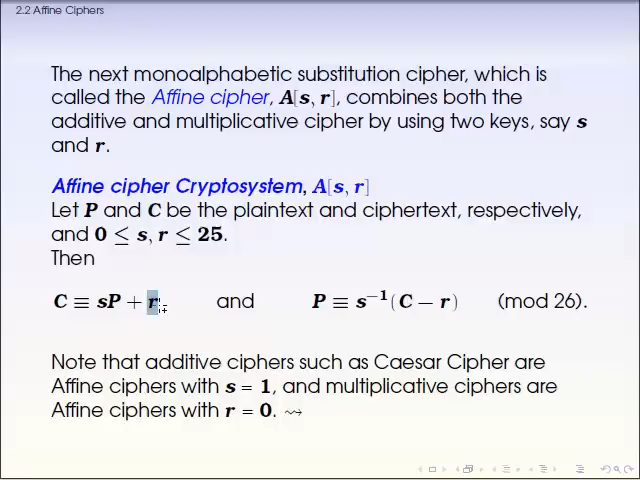 2.2 Affine Ciphers
The next monoalphabetic substitution cipher, which is
called the Affine cipher, A[s, r], combines both the
additive and multiplicative cipher by using two keys, say s
and r.
Affine cipher Cryptosystem, A[s, r]
Let P and C be the plaintext and ciphertext, respectively,
and 0 ≤ s, r ≤ 25.
Then
C ≡ sP + r and P ≡ s⁻¹(C − r) (mod 26).
Note that additive ciphers such as Caesar Cipher are
Affine ciphers with s = 1, and multiplicative ciphers are
Affine ciphers with r = 0. ⇝